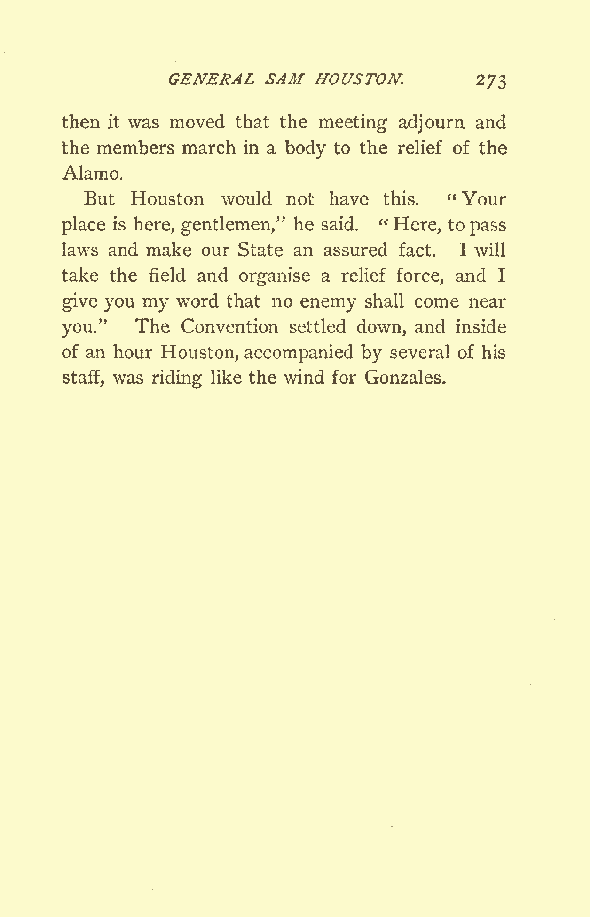 GENERAL SAM HOUSTON. 273
then it was moved that the meeting adjourn and
the members march in a body to the relief of the
Alamo.
But Houston would not have this. "Your
place is here, gentlemen," he said. "Here, to pass
laws and make our State an assured fact. I will
take the field and organise a relief force, and I
give you my word that no enemy shall come near
you." The Convention settled down, and inside
of an hour Houston, accompanied by several of his
staff, was riding like the wind for Gonzales.